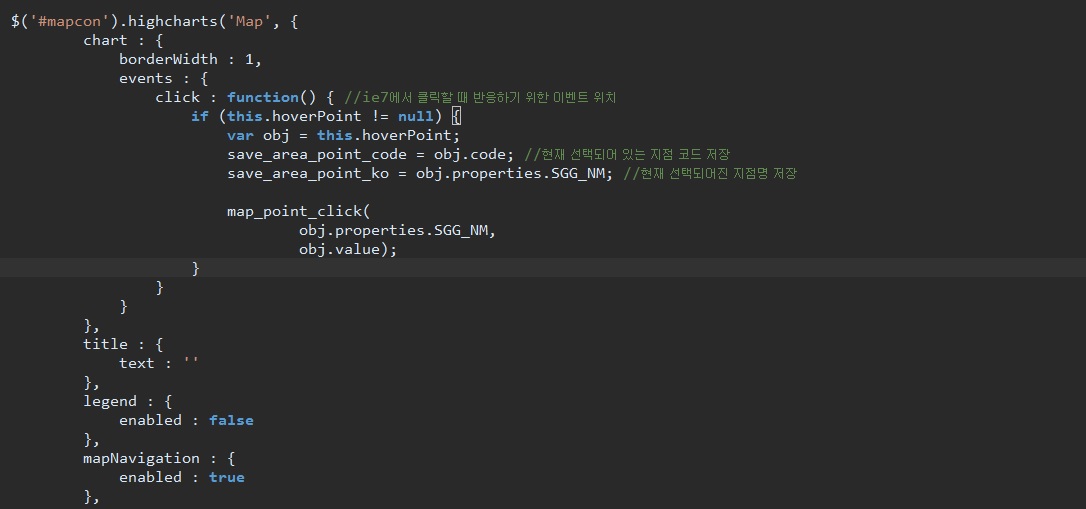 $('#mapcon').highcharts('Map', {
chart : {
borderWidth : 1,
events : {
click : function() { //ie7에서 클릭할 때 반응하기 위한 이벤트 위치
if (this.hoverPoint != null) {
var obj = this.hoverPoint;
save_area_point_code = obj.code; //현재 선택되어 있는 지점 코드 저장
save_area_point_ko = obj.properties.SGG_NM; //현재 선택되어진 지점명 저장
map_point_click(
obj.properties.SGG_NM,
obj.value);
}
}
}
},
title : {
text : ''
},
legend : {
enabled : false
},
mapNavigation : {
enabled : true
},